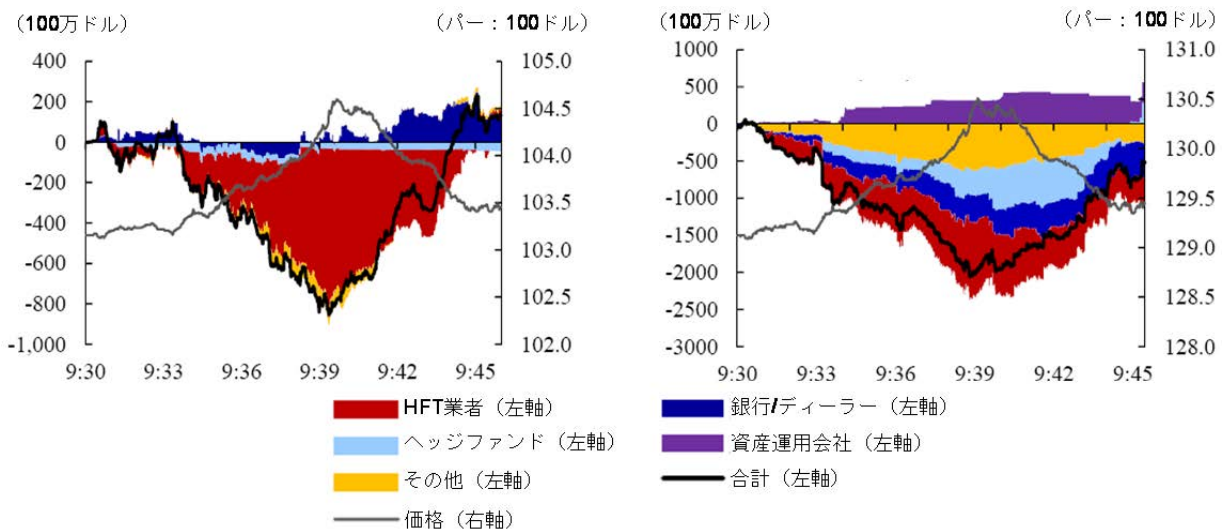 （100万ドル） （パー：100ドル） （100万ドル） （パー：100ドル）
400 105.0 1000 131.0
200 104.5 500 130.5
0 104.0 0 130.0
-200 103.5 -500 129.5
-400 103.0 -1000 129.0
-600 102.5 -1500 128.5
-800 102.0 -2000 128.0
-1,000 -2500
-3000
9:30 9:33 9:36 9:39 9:42 9:45 9:30 9:33 9:36 9:39 9:42 9:45
HFT業者（左軸） 銀行/ディーラー（左軸）
ヘッジファンド（左軸） 資産運用会社（左軸）
その他（左軸） 合計（左軸）
価格（右軸）